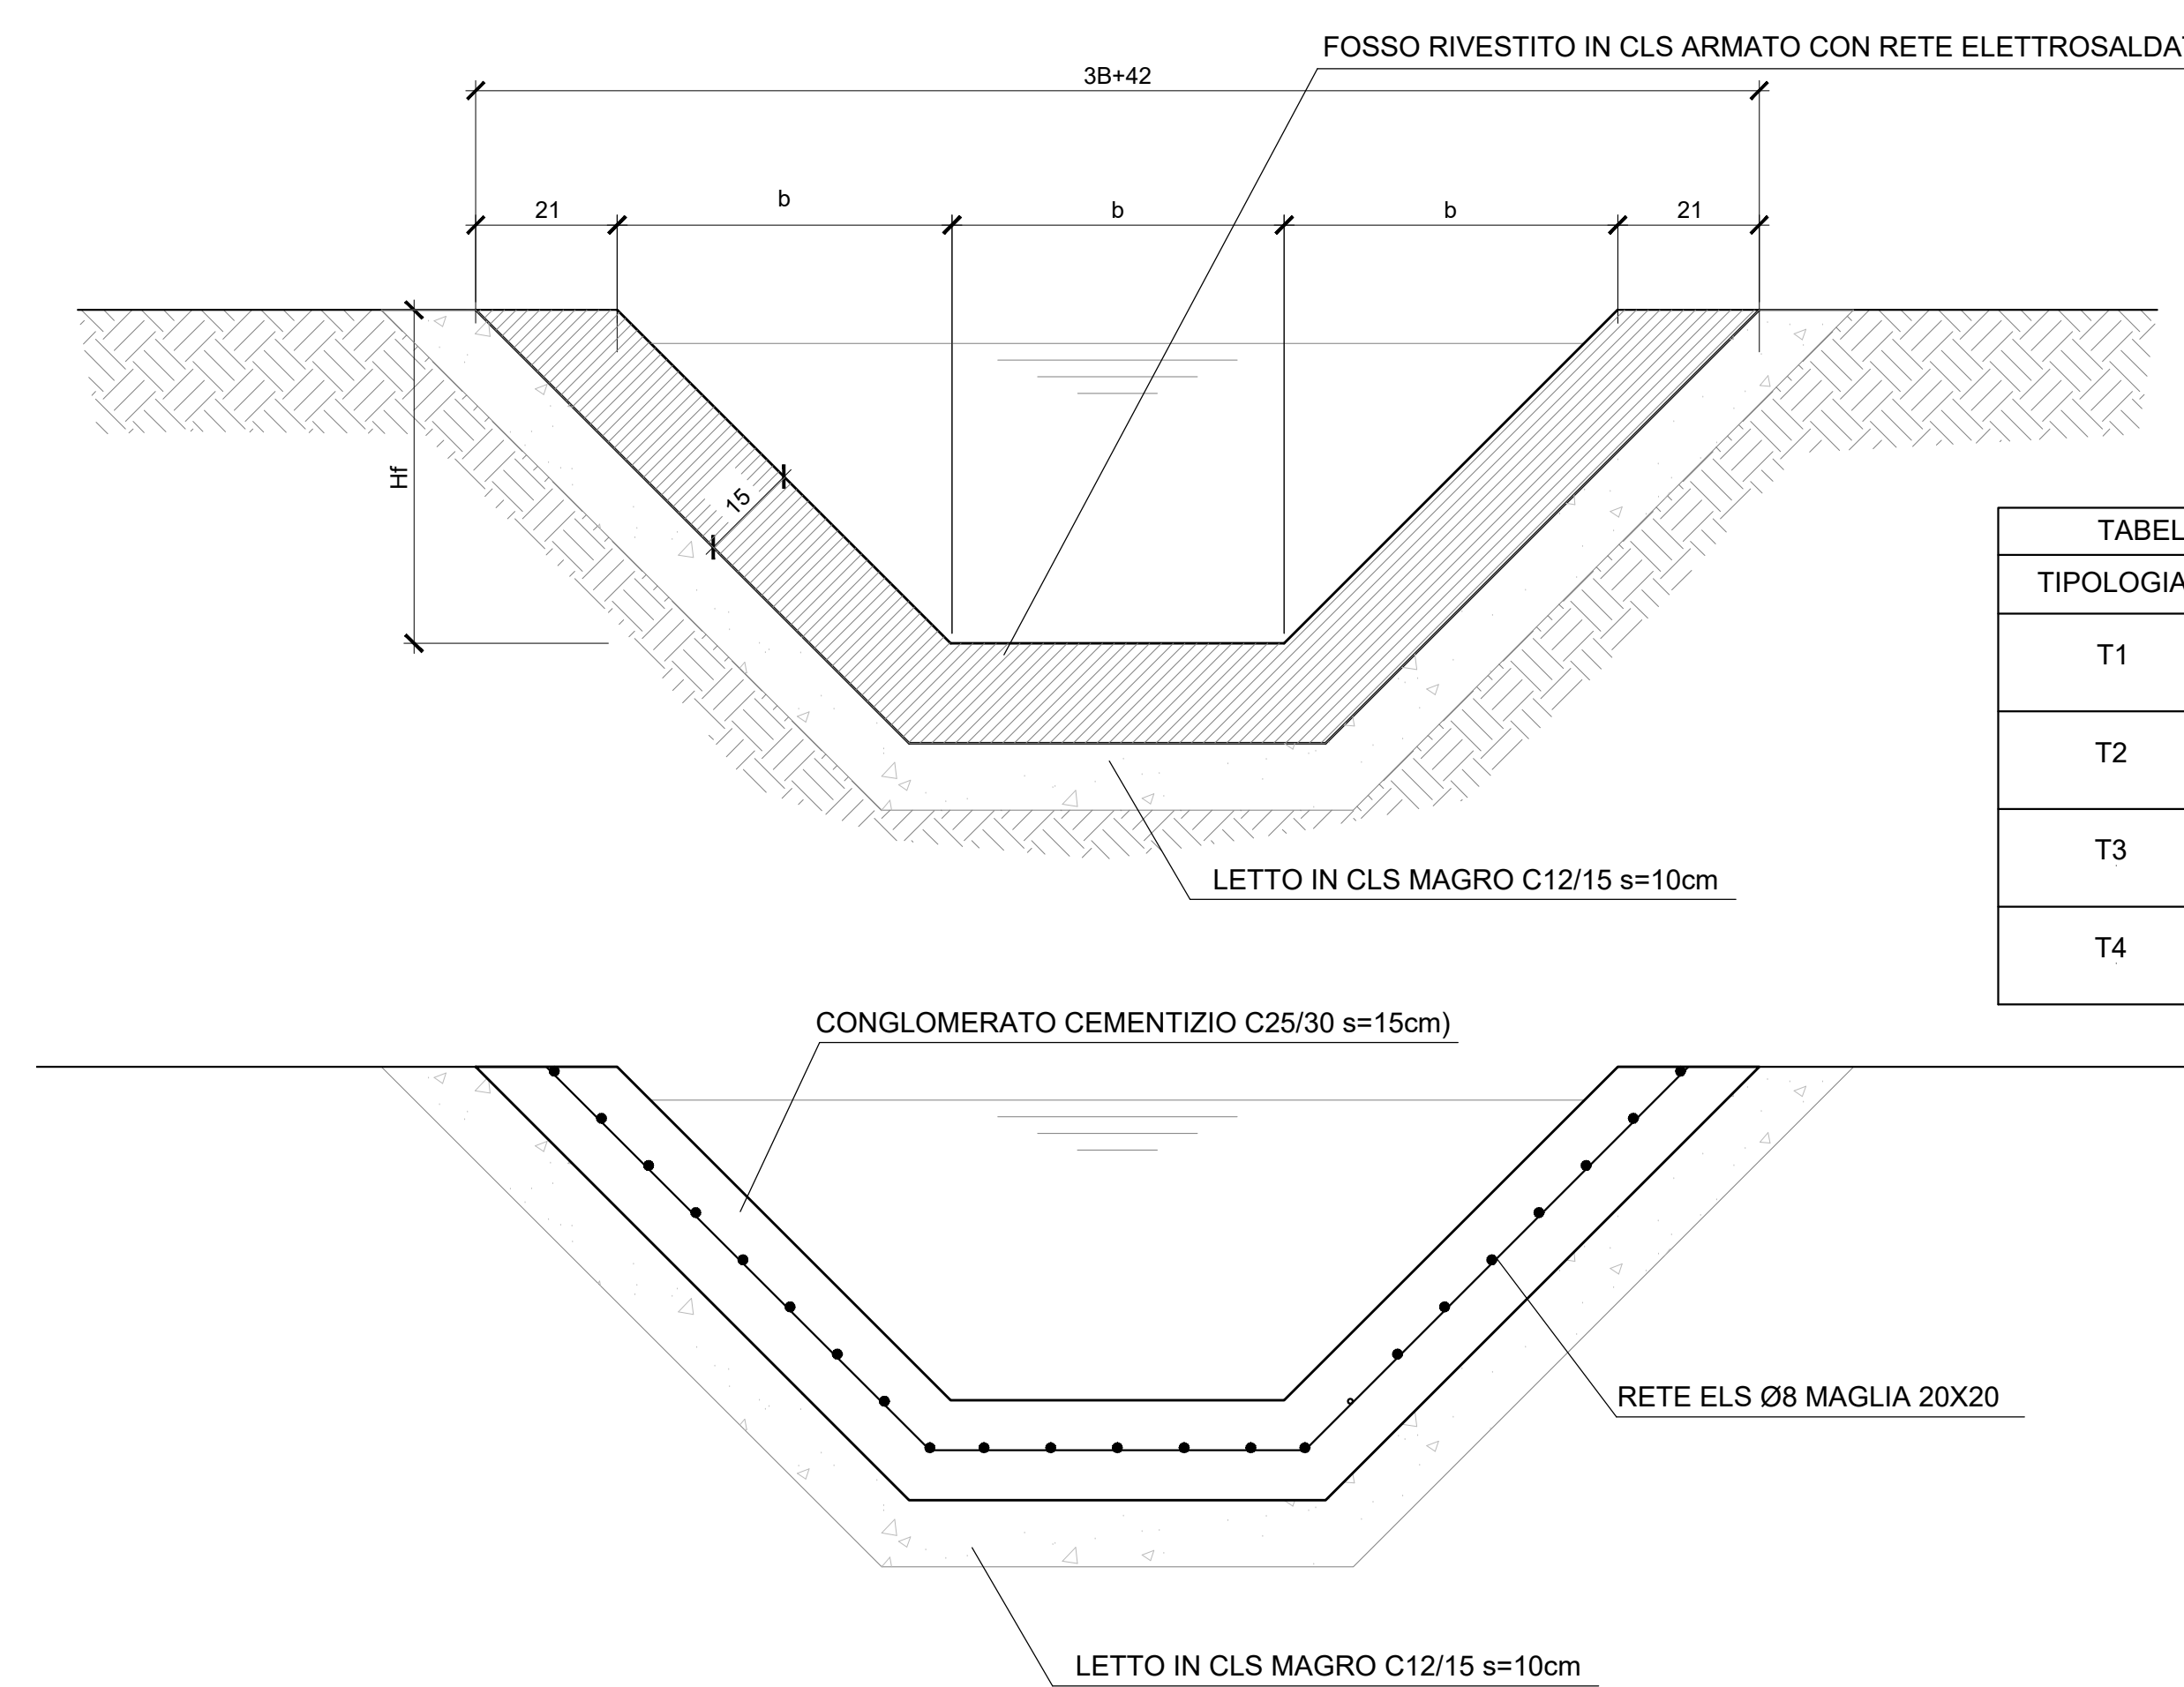 FOSSO RIVESTITO IN CLS ARMATO CON RETE ELETTROSALDA
3B+42
21 b b b 21
Hf
15
LETTO IN CLS MAGRO C12/15 s=10cm
TABEL
TIPOLOGIA
T1
T2
T3
T4
CONGLOMERATO CEMENTIZIO C25/30 s=15cm)
RETE ELS Ø8 MAGLIA 20X20
LETTO IN CLS MAGRO C12/15 s=10cm